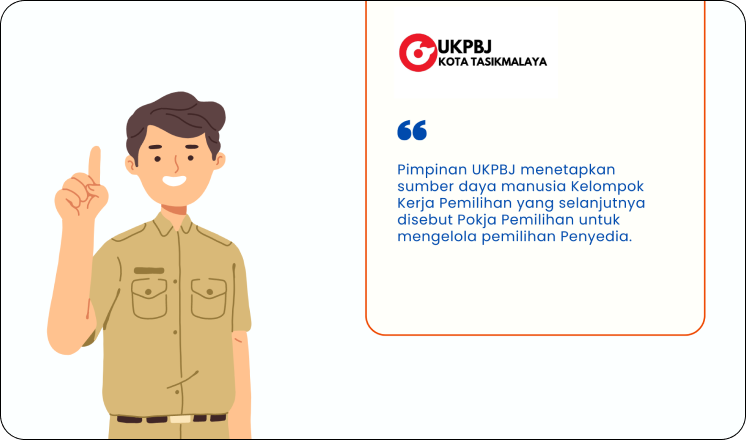 UKPBJ
KOTA TASIKMALAYA
“
Pimpinan UKPBJ menetapkan
sumber daya manusia Kelompok
Kerja Pemilihan yang selanjutnya
disebut Pokja Pemilihan untuk
mengelola pemilihan Penyedia.